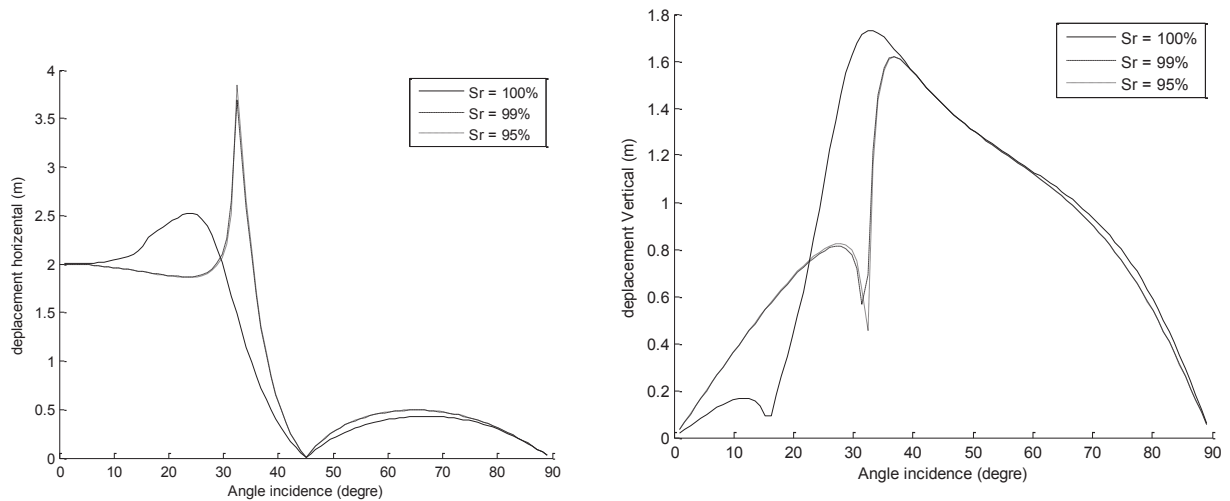 4
3.5
3
2.5
2
1.5
1
0.5
0
deplacement horizental (m)
Sr = 100%
Sr = 99%
Sr = 95%
0 10 20 30 40 50 60 70 80 90
Angle incidence (degre)
1.8
1.6
1.4
1.2
1
0.8
0.6
0.4
0.2
0
deplacement Vertical (m)
Sr = 100%
Sr = 99%
Sr = 95%
0 10 20 30 40 50 60 70 80 90
Angle incidence (degre)